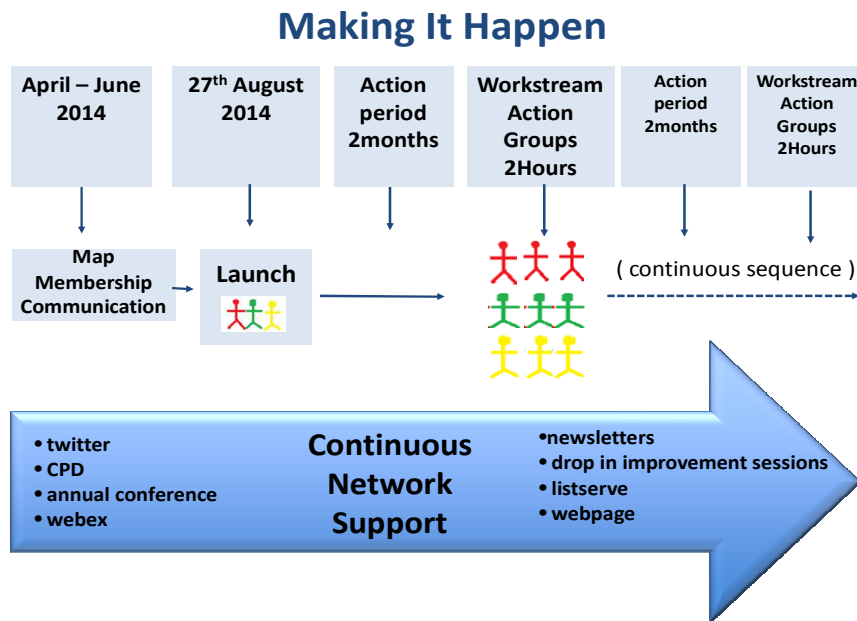 Making It Happen
April – June
2014
27th August
2014
Action
period
2months
Workstream
Action
Groups
2Hours
Action
period
2months
Workstream
Action
Groups
2Hours
Map
Membership
Communication
Launch
( continuous sequence )
• twitter
• CPD
• annual conference
• webex
Continuous
Network
Support
•newsletters
• drop in improvement sessions
• listserve
• webpage